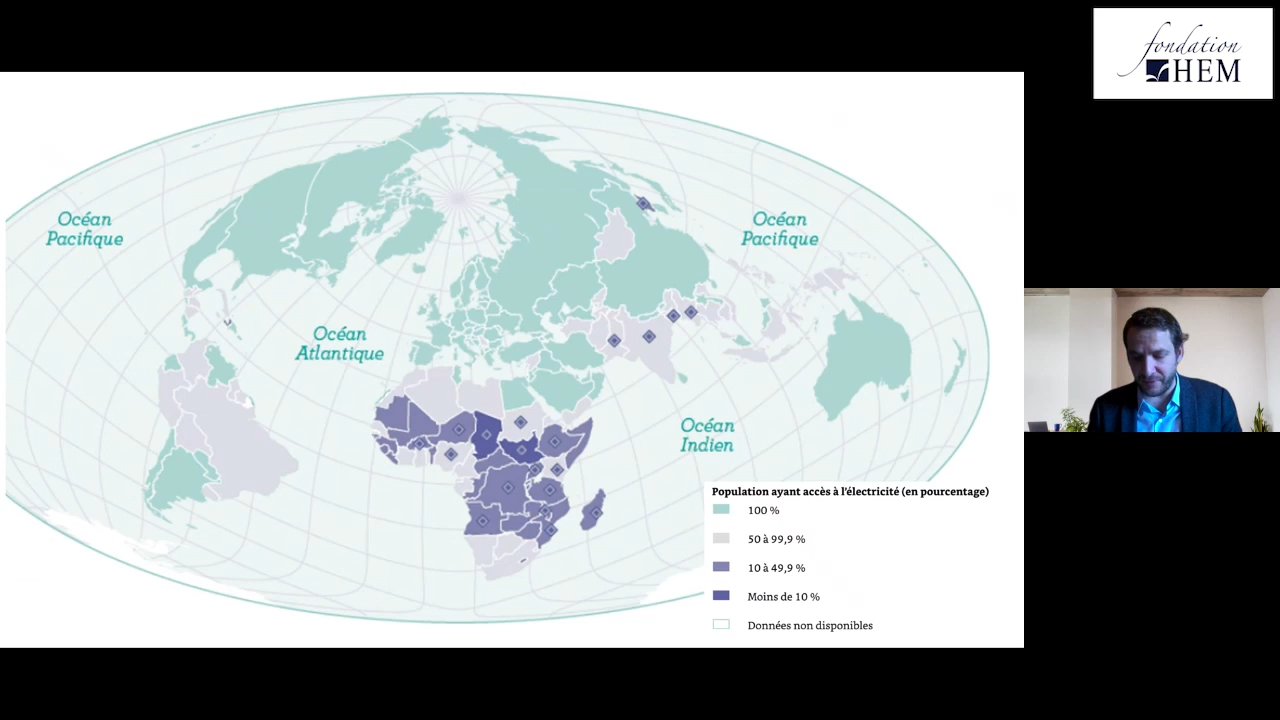 fondation
HEM
Océan
Pacifique
Océan
Pacifique
Océan
Atlantique
Océan
Indien
Population ayant accès à l'électricité (en pourcentage)
100 %
50 à 99,9 %
10 à 49,9 %
Moins de 10 %
Données non disponibles